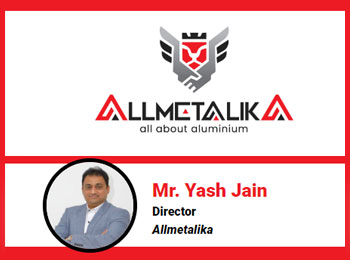 ALLMETALIKA
all about aluminium
Mr. Yash Jain
Director
Allmetalika